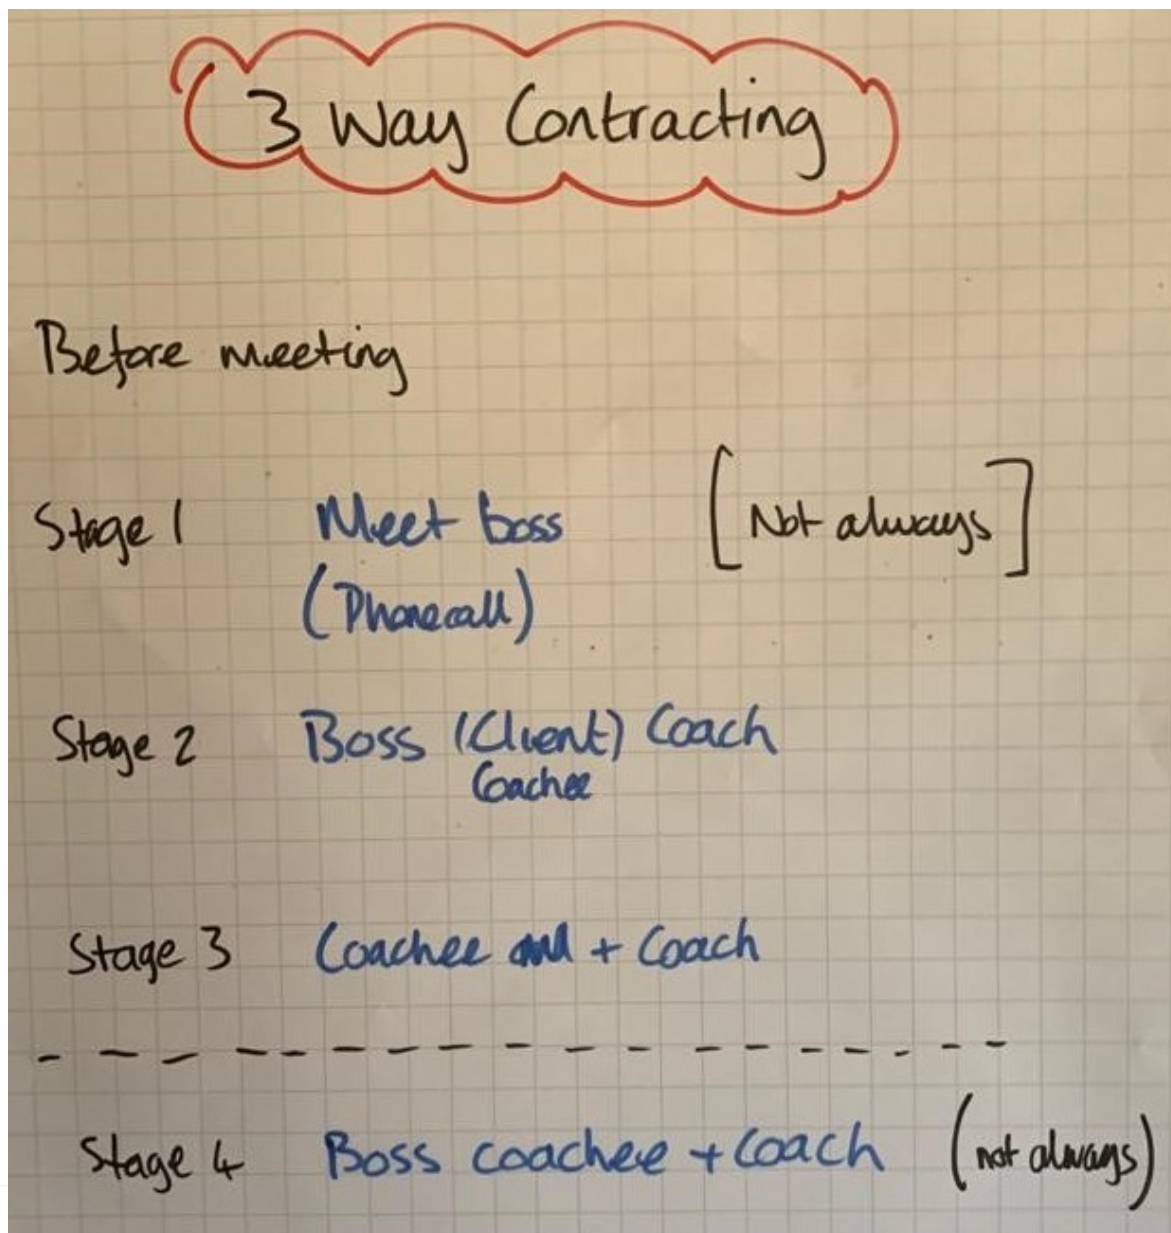 3 Way Contracting
Before meeting
Stage 1 Meet boss [Not always]
(Phonecall)
Stage 2 Boss (Client) Coach
Coachee
Stage 3 Coachee + Coach
Stage 4 Boss coachee + Coach (not always)